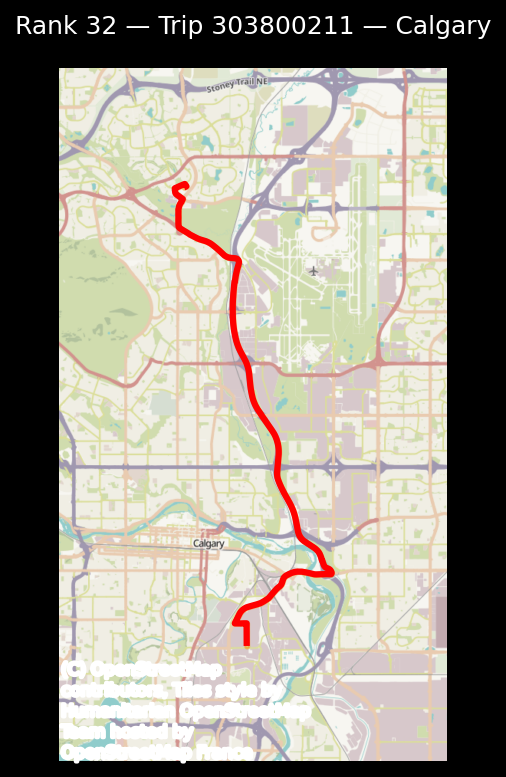 Rank 32 — Trip 303800211 — Calgary
Stoney Trail NE
Calgary
(C) OpenStreetMap
contributors, Tiles style by
Humanitarian OpenStreetMap
Team hosted by
OpenStreetMap France